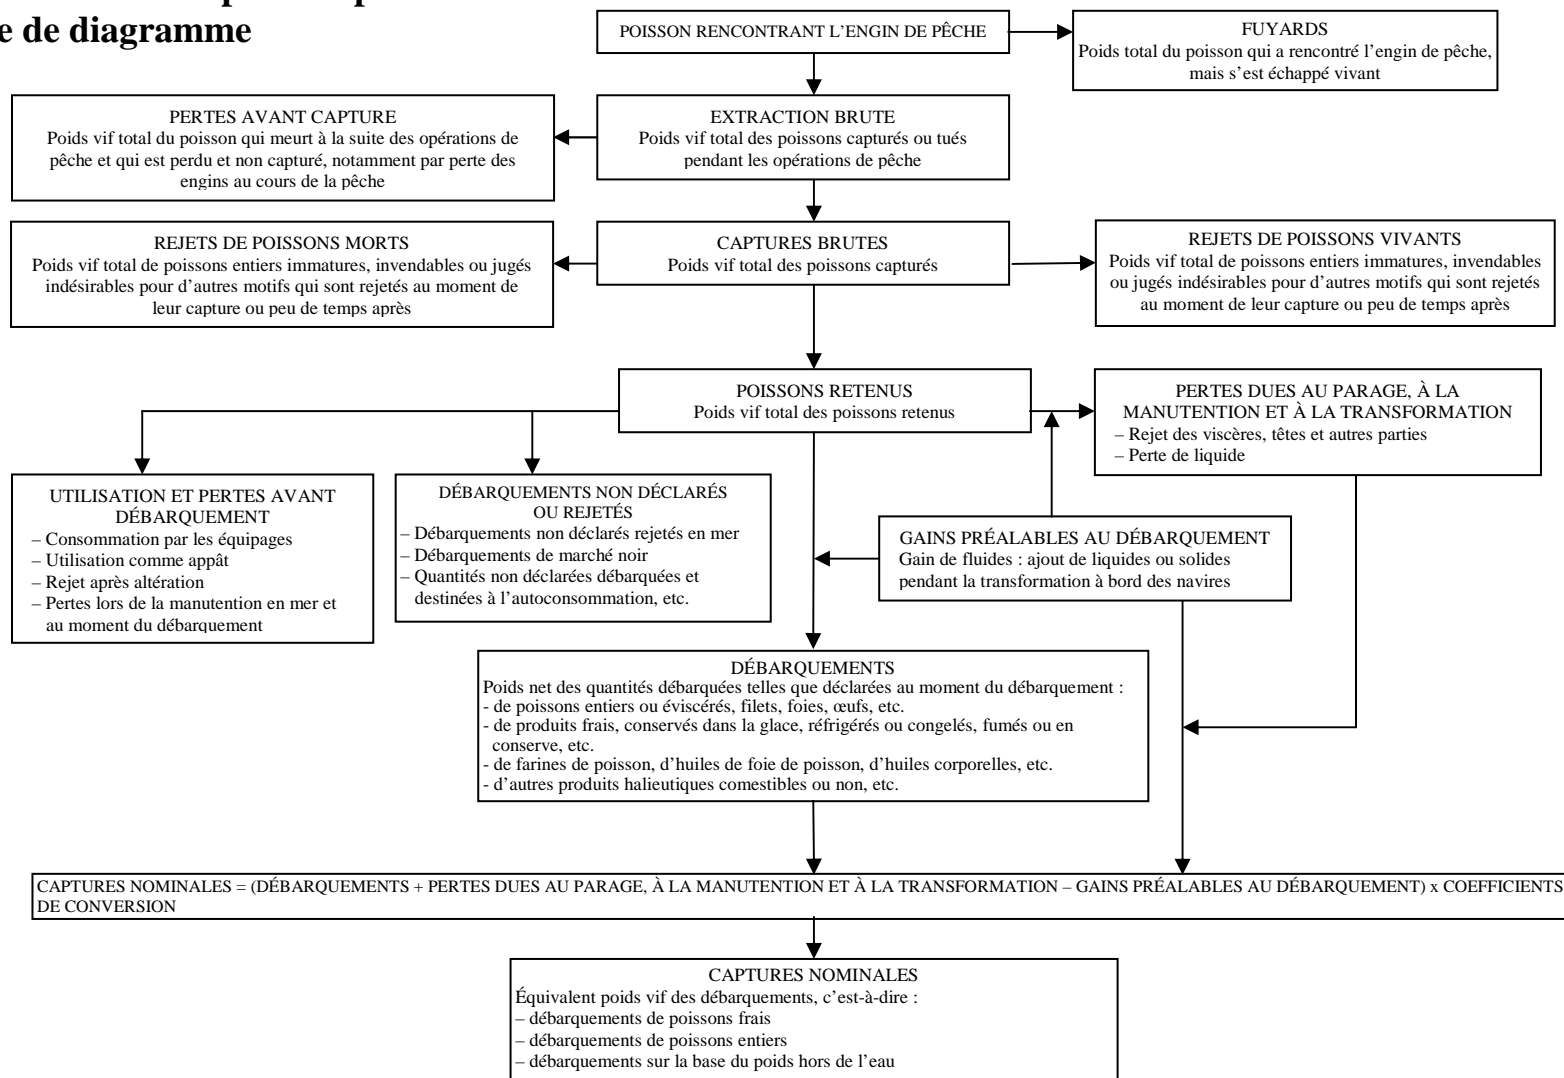 e de diagramme
POISSON RENCONTRANT L’ENGIN DE PÊCHE
FUYARDS
Poids total du poisson qui a rencontré l’engin de pêche,
mais s’est échappé vivant
PERTES AVANT CAPTURE
Poids vif total du poisson qui meurt à la suite des opérations de
pêche et qui est perdu et non capturé, notamment par perte des
engins au cours de la pêche
EXTRACTION BRUTE
Poids vif total des poissons capturés ou tués
pendant les opérations de pêche
REJETS DE POISSONS MORTS
Poids vif total de poissons entiers immatures, invendables ou jugés
indésirables pour d’autres motifs qui sont rejetés au moment de
leur capture ou peu de temps après
CAPTURES BRUTES
Poids vif total des poissons capturés
REJETS DE POISSONS VIVANTS
Poids vif total de poissons entiers immatures, invendables
ou jugés indésirables pour d’autres motifs qui sont rejetés
au moment de leur capture ou peu de temps après
POISSONS RETENUS
Poids vif total des poissons retenus
PERTES DUES AU PARAGE, À LA
MANUTENTION ET À LA TRANSFORMATION
– Rejet des viscères, têtes et autres parties
– Perte de liquide
UTILISATION ET PERTES AVANT
DÉBARQUEMENT
– Consommation par les équipages
– Utilisation comme appât
– Rejet après altération
– Pertes lors de la manutention en mer et
au moment du débarquement
DÉBARQUEMENTS NON DÉCLARÉS
OU REJETÉS
– Débarquements non déclarés rejetés en mer
– Débarquements de marché noir
– Quantités non déclarées débarquées et
destinées à l’autoconsommation, etc.
GAINS PRÉALABLES AU DÉBARQUEMENT
Gain de fluides : ajout de liquides ou solides
pendant la transformation à bord des navires
DÉBARQUEMENTS
Poids net des quantités débarquées telles que déclarées au moment du débarquement :
- de poissons entiers ou éviscérés, filets, foies, œufs, etc.
- de produits frais, conservés dans la glace, réfrigérés ou congelés, fumés ou en
conserve, etc.
- de farines de poisson, d’huiles de foie de poisson, d’huiles corporelles, etc.
- d’autres produits halieutiques comestibles ou non, etc.
CAPTURES NOMINALES = (DÉBARQUEMENTS + PERTES DUES AU PARAGE, À LA MANUTENTION ET À LA TRANSFORMATION – GAINS PRÉALABLES AU DÉBARQUEMENT) x COEFFICIENTS
DE CONVERSION
CAPTURES NOMINALES
Équivalent poids vif des débarquements, c’est-à-dire :
– débarquements de poissons frais
– débarquements de poissons entiers
– débarquements sur la base du poids hors de l’eau